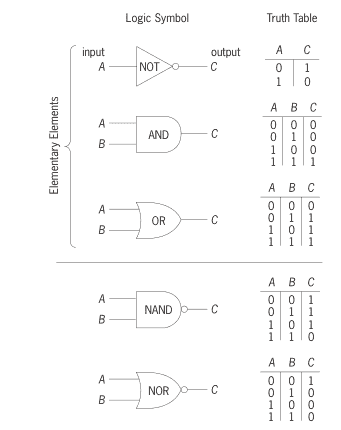 Logic Symbol Truth Table
input output
A NOT C
A C
0 1
1 0
Elementary Elements
A B AND C
A B C
0 0 0
0 1 0
1 0 0
1 1 1
A B OR C
A B C
0 0 0
0 1 1
1 0 1
1 1 1
A B NAND C
A B C
0 0 1
0 1 1
1 0 1
1 1 0
A B NOR C
A B C
0 0 1
0 1 0
1 0 0
1 1 0